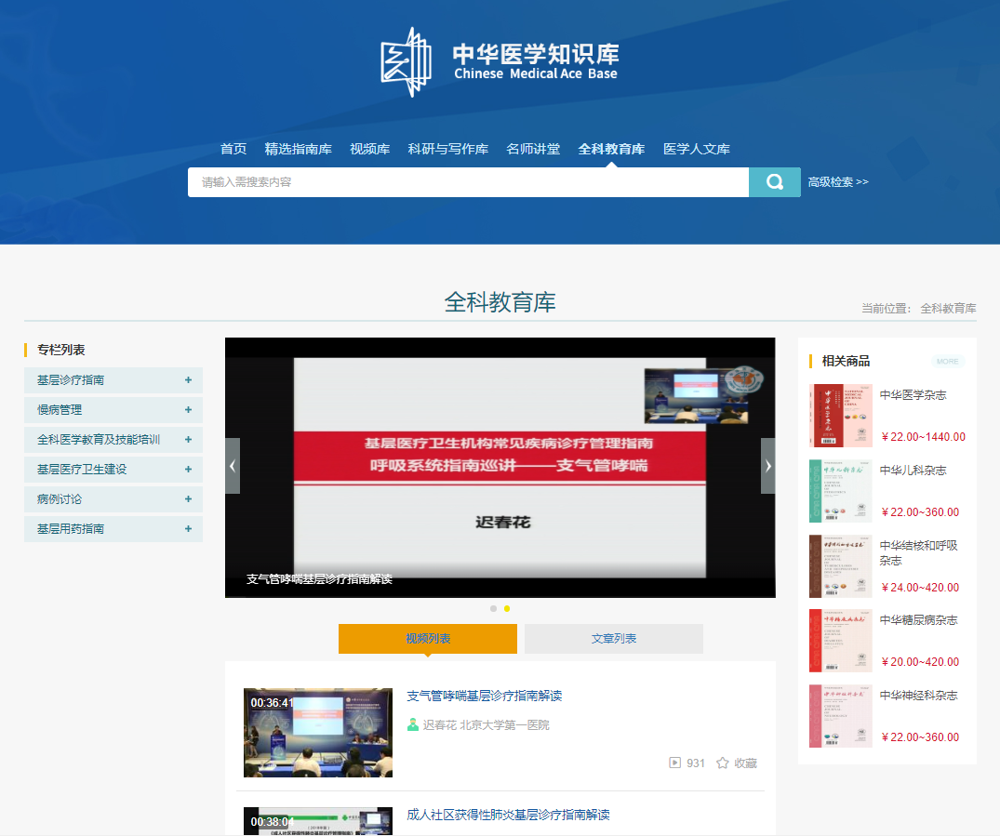 中华医学知识库
Chinese Medical Ace Base
首页 精选指南库 视频库 科研与写作库 名师讲堂 全科教育库 医学人文库
请输入需搜索内容
高级检索 >>
全科教育库
当前位置: 全科教育库
专栏列表
基层诊疗指南 +
慢病管理 +
全科医学教育及技能培训 +
基层医疗卫生建设 +
病例讨论 +
基层用药指南 +
基层医疗卫生机构常见疾病诊疗管理指南
呼吸系统指南巡讲——支气管哮喘
迟春花
支气管哮喘基层诊疗指南解读
视频列表 文章列表
00:36:41
支气管哮喘基层诊疗指南解读
迟春花 北京大学第一医院
931 收藏
00:38:04
成人社区获得性肺炎基层诊疗指南解读
相关商品 MORE
中华医学杂志
￥22.00~1440.00
中华儿科杂志
￥22.00~360.00
中华结核和呼吸
杂志
￥24.00~420.00
中华糖尿病杂志
￥20.00~420.00
中华神经科杂志
￥22.00~360.00